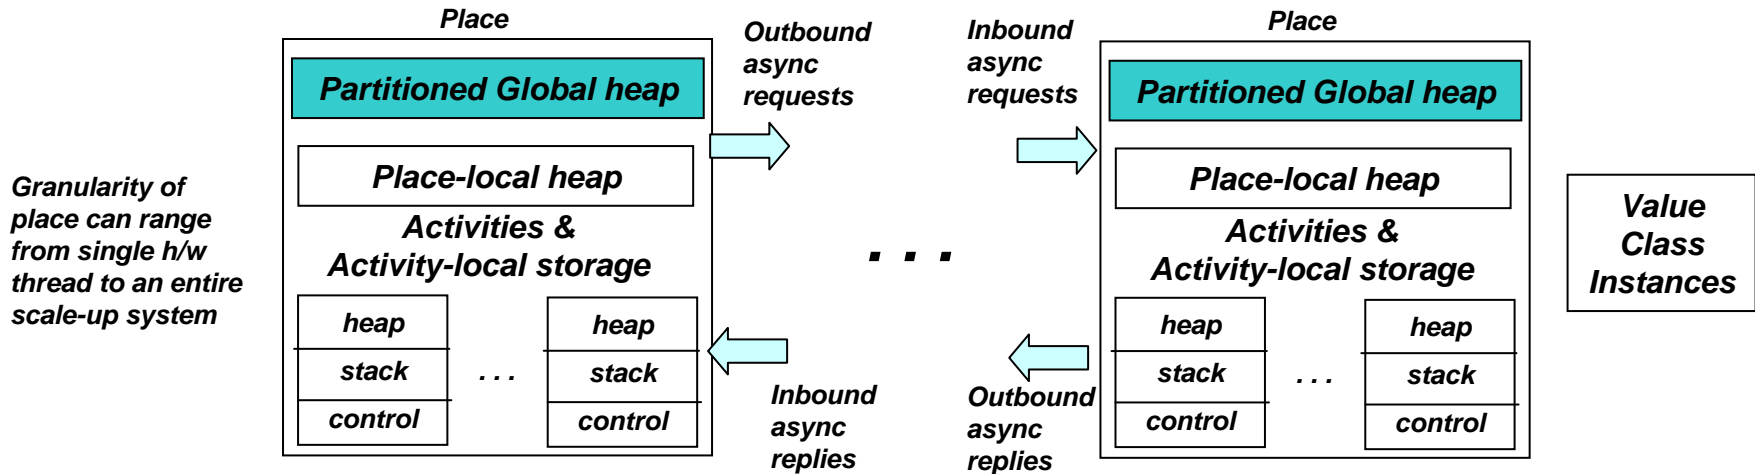 Granularity of
place can range
from single h/w
thread to an entire
scale-up system
Place
Partitioned Global heap
Place-local heap
Activities &
Activity-local storage
heap
stack
control
. . .
heap
stack
control
Outbound
async
requests
Inbound
async
replies
. . .
Inbound
async
requests
Outbound
async
replies
Place
Partitioned Global heap
Place-local heap
Activities &
Activity-local storage
heap
stack
control
. . .
heap
stack
control
Value
Class
Instances